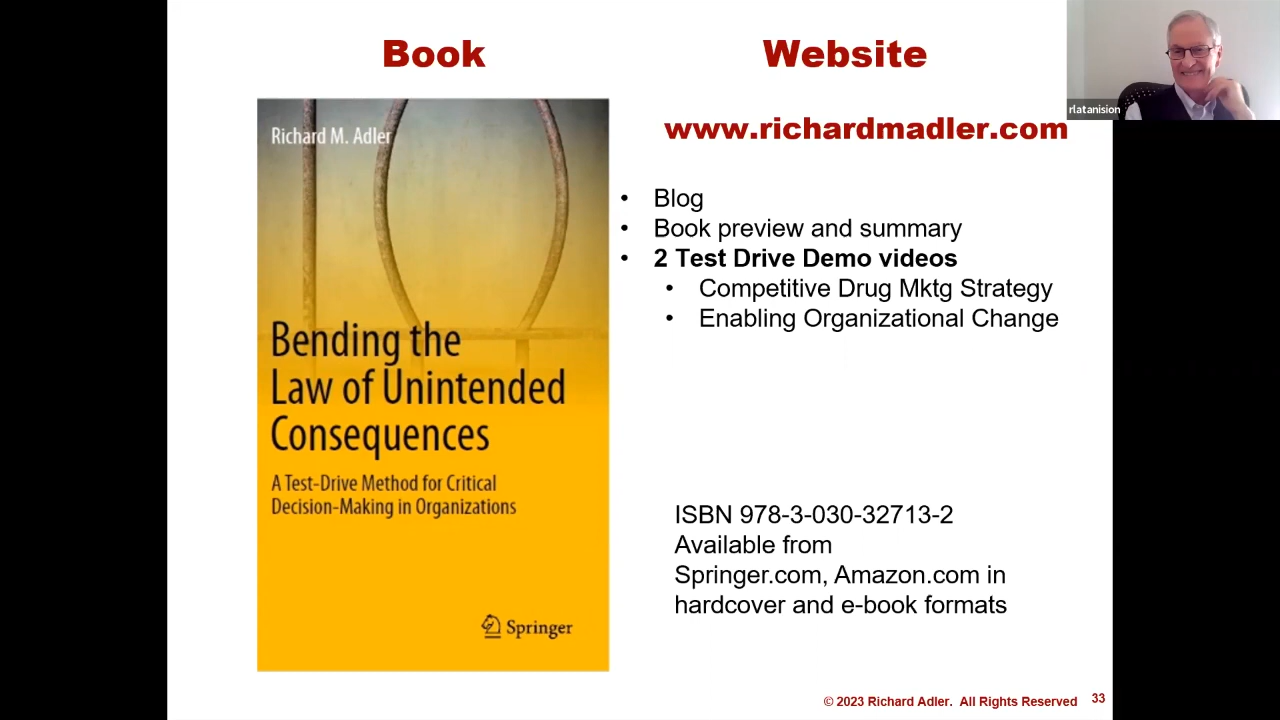 Book
Richard M. Adler
Bending the
Law of Unintended
Consequences
A Test-Drive Method for Critical
Decision-Making in Organizations
Springer
Website
www.richardmadler.com
• Blog
• Book preview and summary
• 2 Test Drive Demo videos
• Competitive Drug Mktg Strategy
• Enabling Organizational Change
ISBN 978-3-030-32713-2
Available from
Springer.com, Amazon.com in
hardcover and e-book formats
© 2023 Richard Adler. All Rights Reserved
33
rlatanision